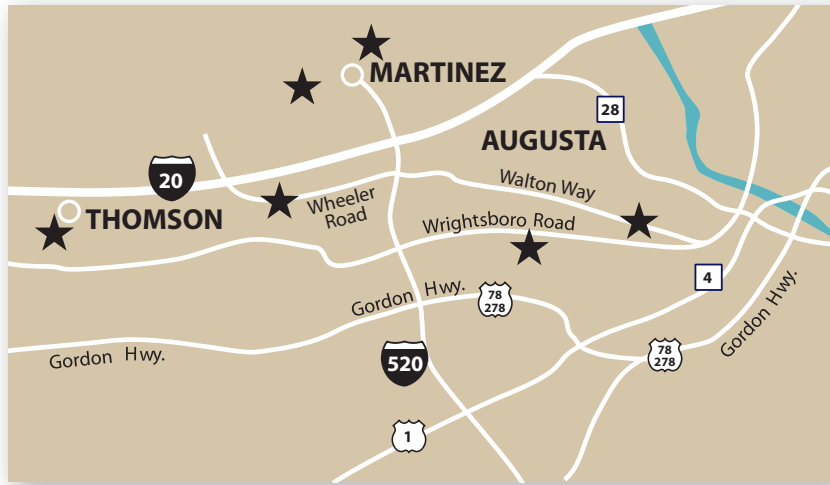 MARTINEZ
28
AUGUSTA
20
Walton Way
Wheeler
Road
THOMSON
Wrightsboro Road
4
Gordon Hwy.
78
278
Gordon Hwy.
Gordon Hwy.
520
78
278
1